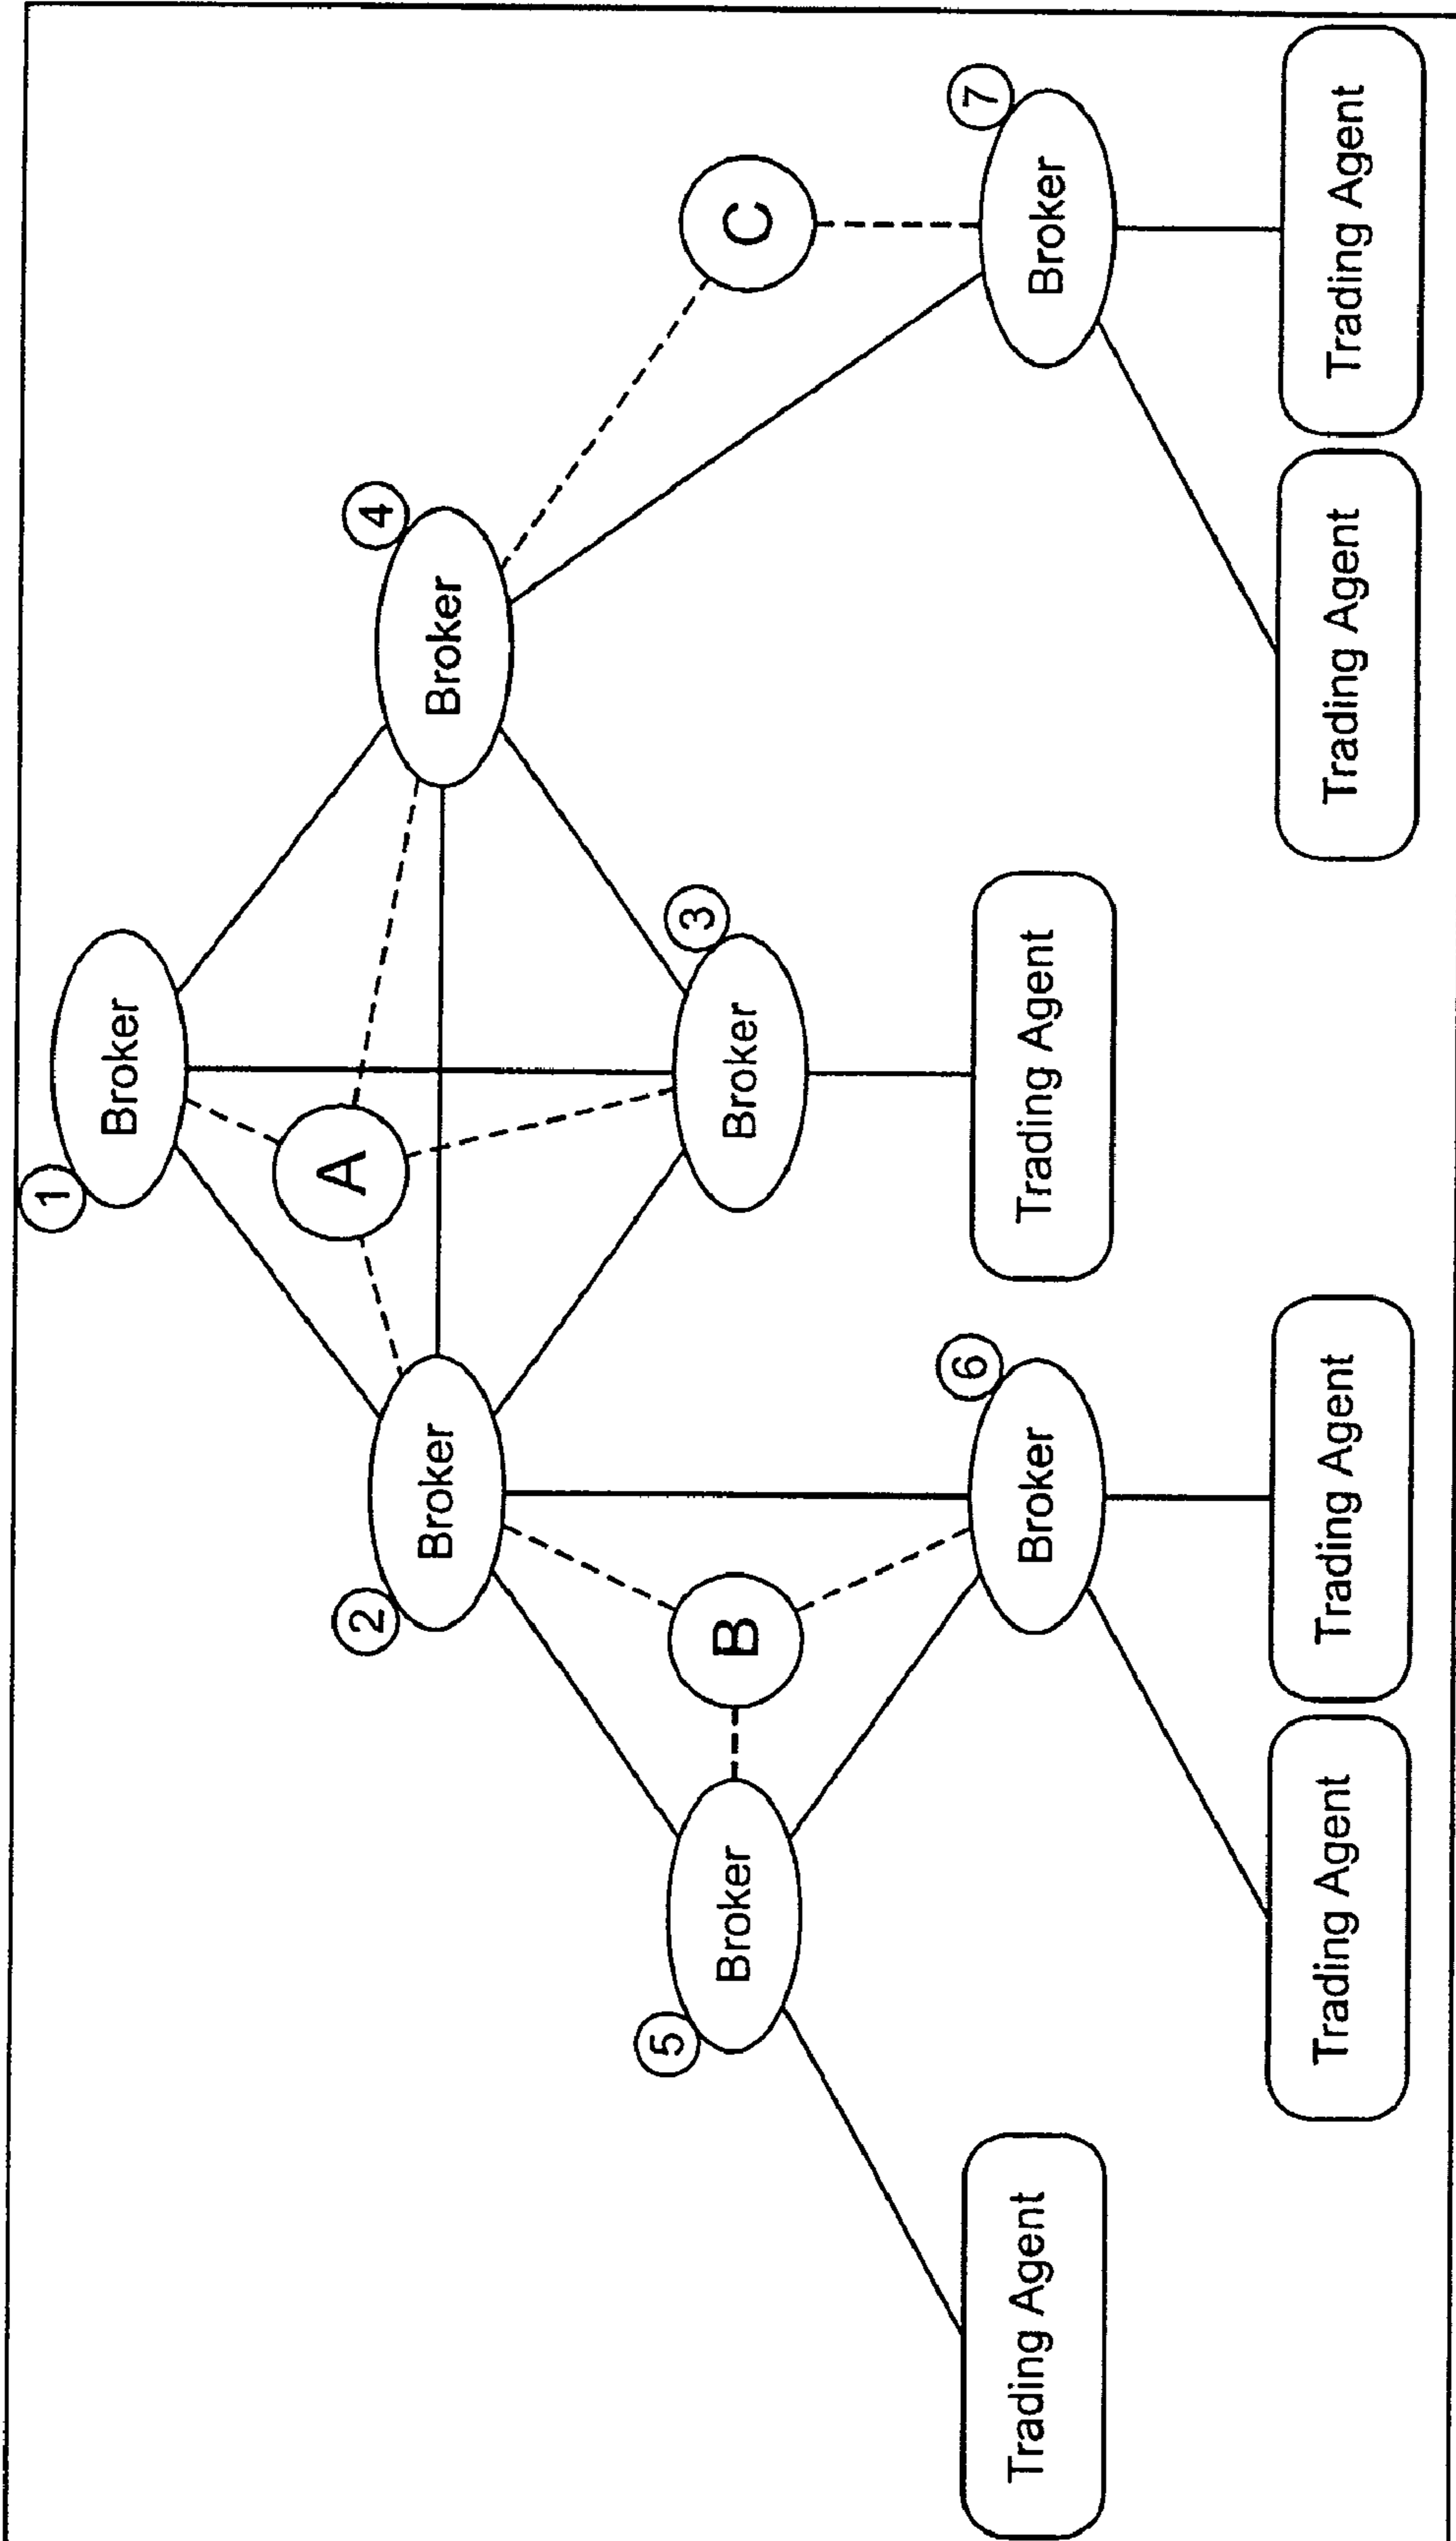 1
Broker
A
2
4
Broker
Broker
5
3
Broker
B
Broker
C
6
7
Trading Agent
Broker
Trading Agent
Broker
Trading Agent
Trading Agent
Trading Agent
Trading Agent